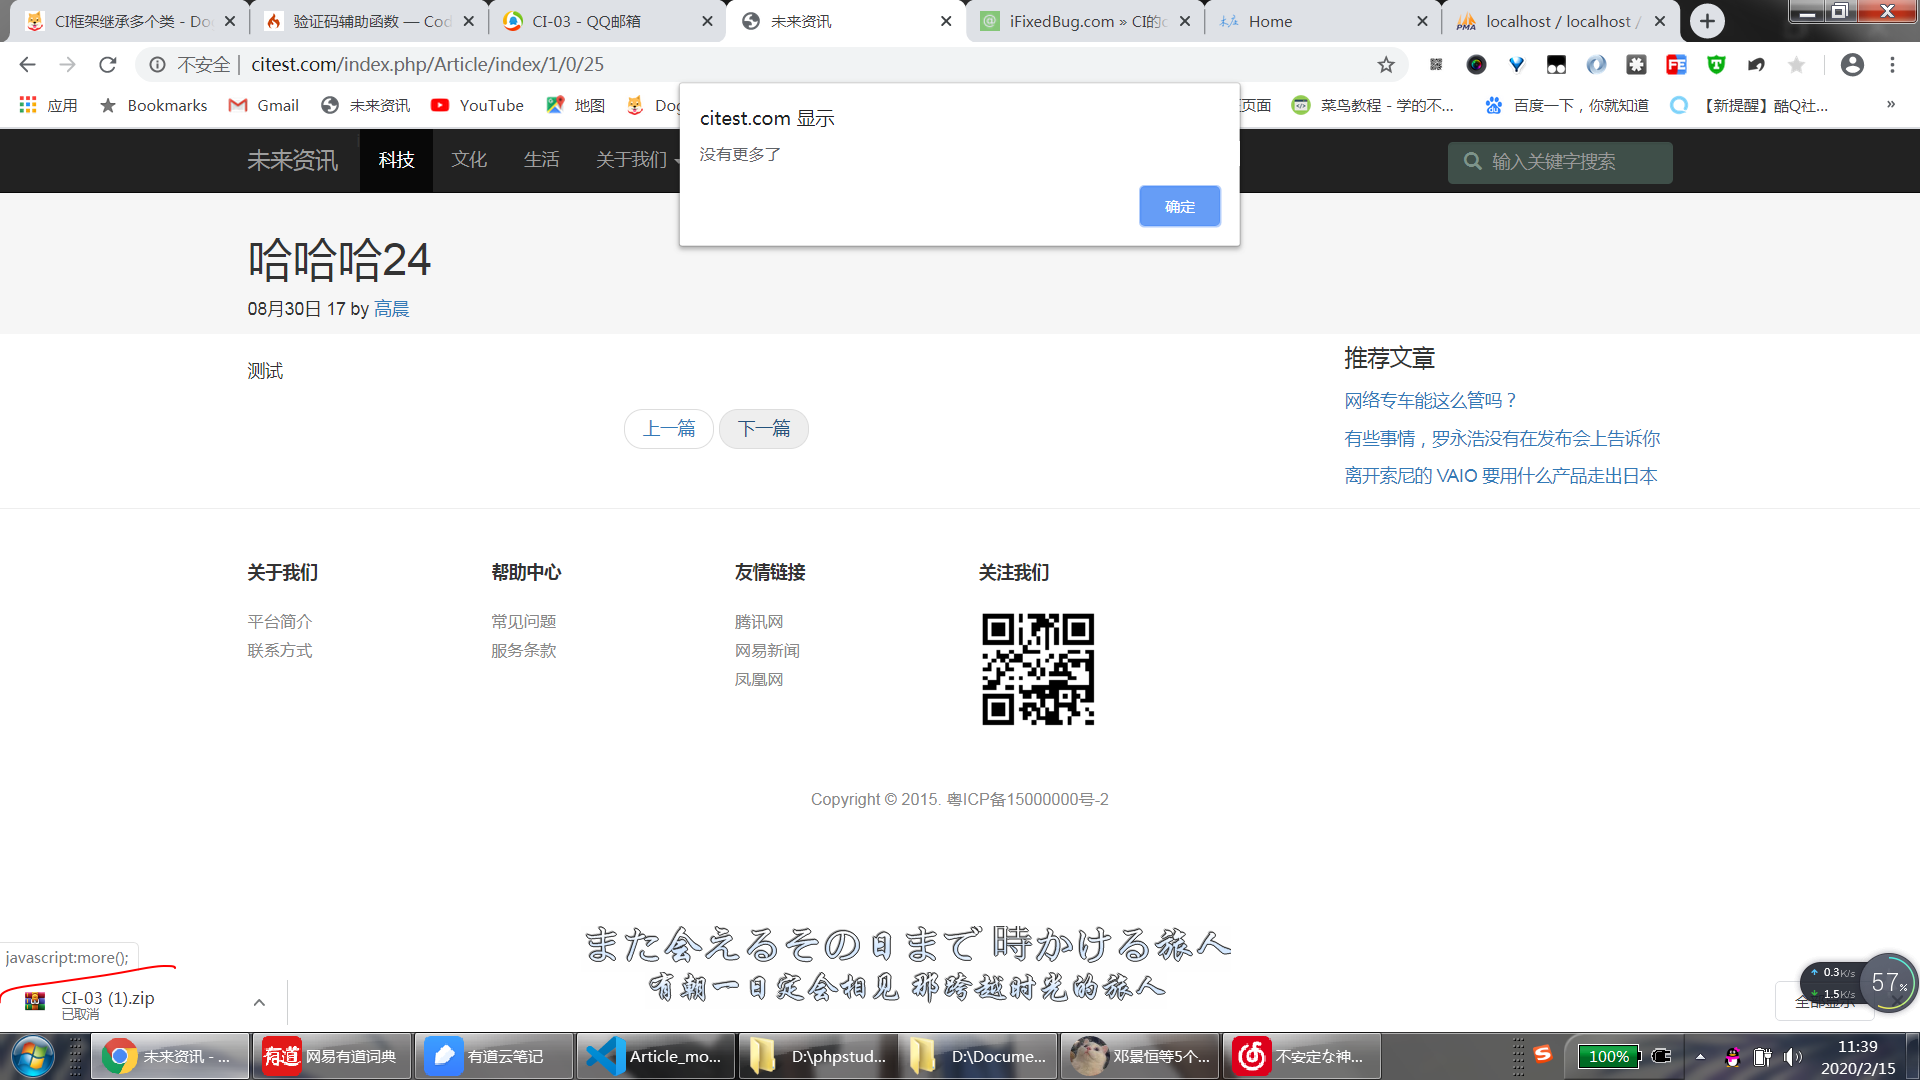 CI框架继承多个类 - Do
验证码辅助函数 — Cod
CI-03 - QQ邮箱
未来资讯
iFixedBug.com » CI的
Home
localhost / localhost /
不安全
citest.com/index.php/Article/index/1/0/25
应用
Bookmarks
Gmail
未来资讯
YouTube
地图
页面
菜鸟教程 - 学的不...
百度一下，你就知道
【新提醒】酷Q社...
»
citest.com 显示
没有更多了
确定
未来资讯
科技
文化
生活
关于我们
输入关键字搜索
哈哈哈24
08月30日 17 by 高晨
测试
上一篇
下一篇
推荐文章
网络专车能这么管吗？
有些事情，罗永浩没有在发布会上告诉你
离开索尼的 VAIO 要用什么产品走出日本
关于我们
平台简介
联系方式
帮助中心
常见问题
服务条款
友情链接
腾讯网
网易新闻
凤凰网
关注我们
Copyright © 2015. 粤ICP备15000000号-2
また会えるその日まで 時かける旅人
有朝一日定会相见 那跨越时光的旅人
javascript:more();
CI-03 (1).zip
已取消
0.3K/s
1.5K/s
57%
全部显示
未来资讯 - ...
有道
网易有道词典
有道云笔记
Article_mo...
D:\phpstud...
D:\Docume...
邓景恒等5个...
不安定な神...
100%
11:39
2020/2/15